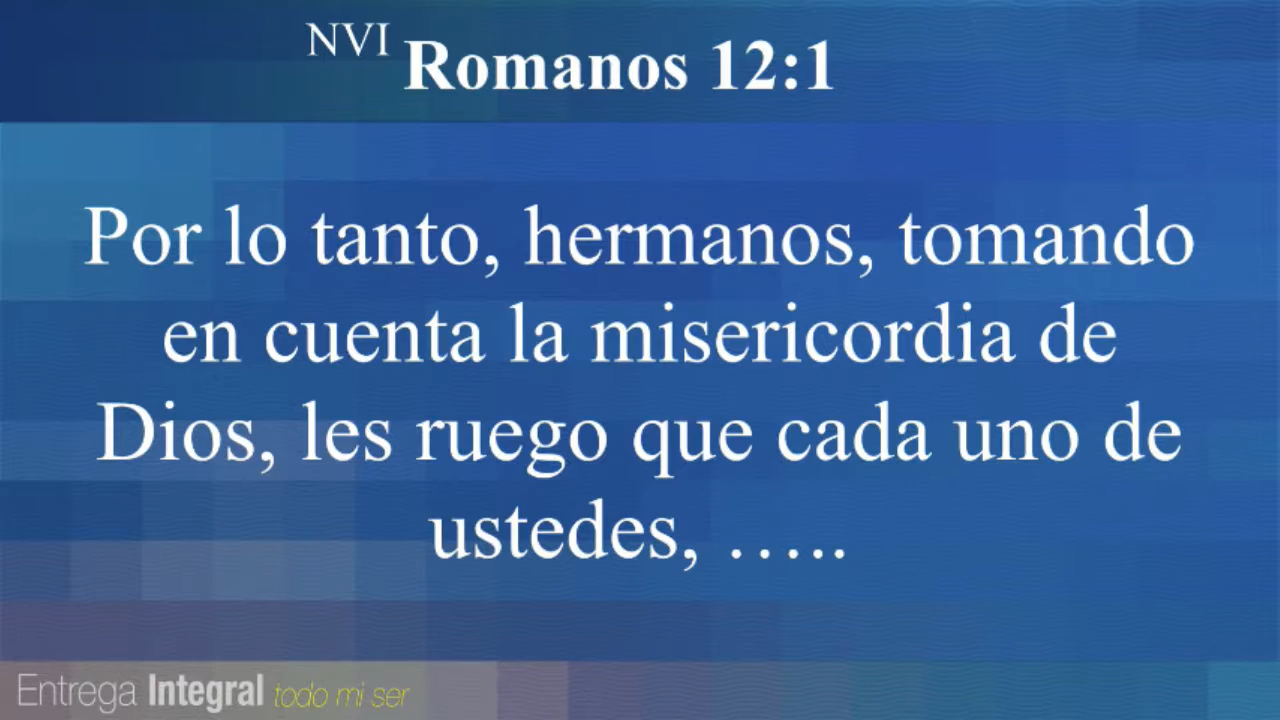 NVI Romanos 12:1
Por lo tanto, hermanos, tomando
en cuenta la misericordia de
Dios, les ruego que cada uno de
ustedes, …..
Entrega Integral todo mi ser